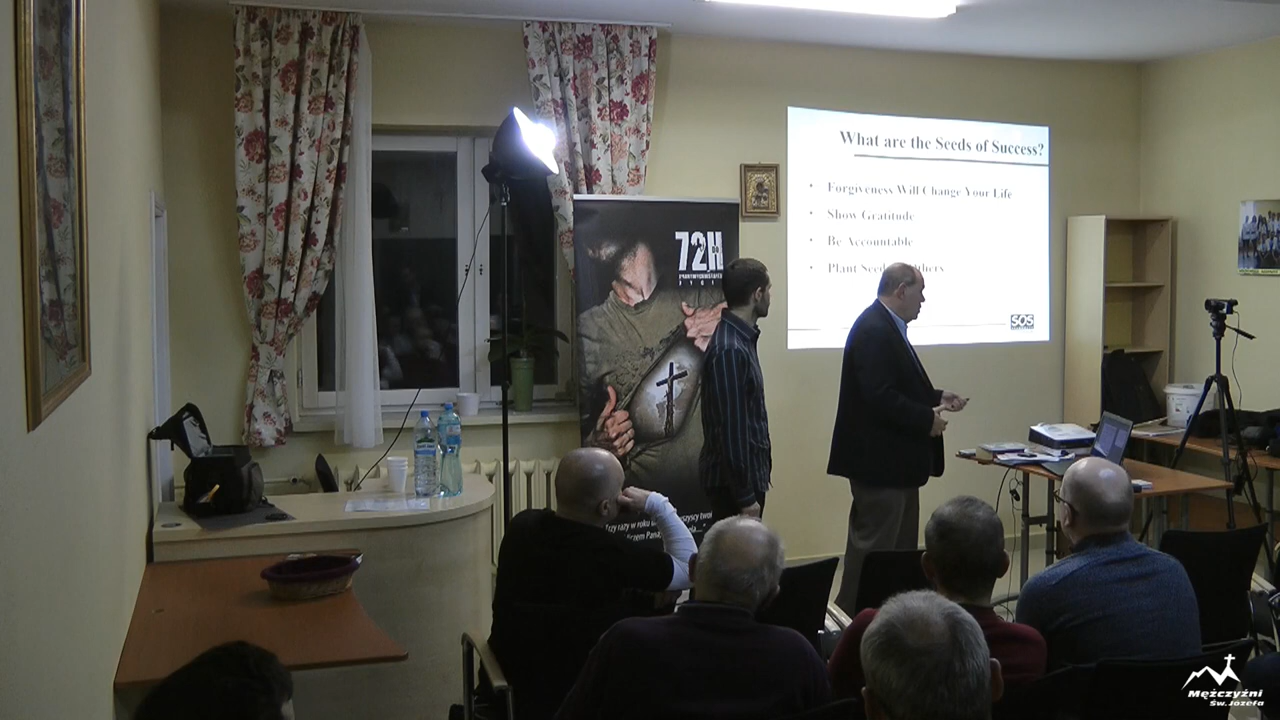 What are the Seeds of Success?
• Forgiveness Will Change Your Life
• Show Gratitude
• Be Accountable
• Plant Seeds thers
SOS
72H
Mężczyźni
Św. Józefa